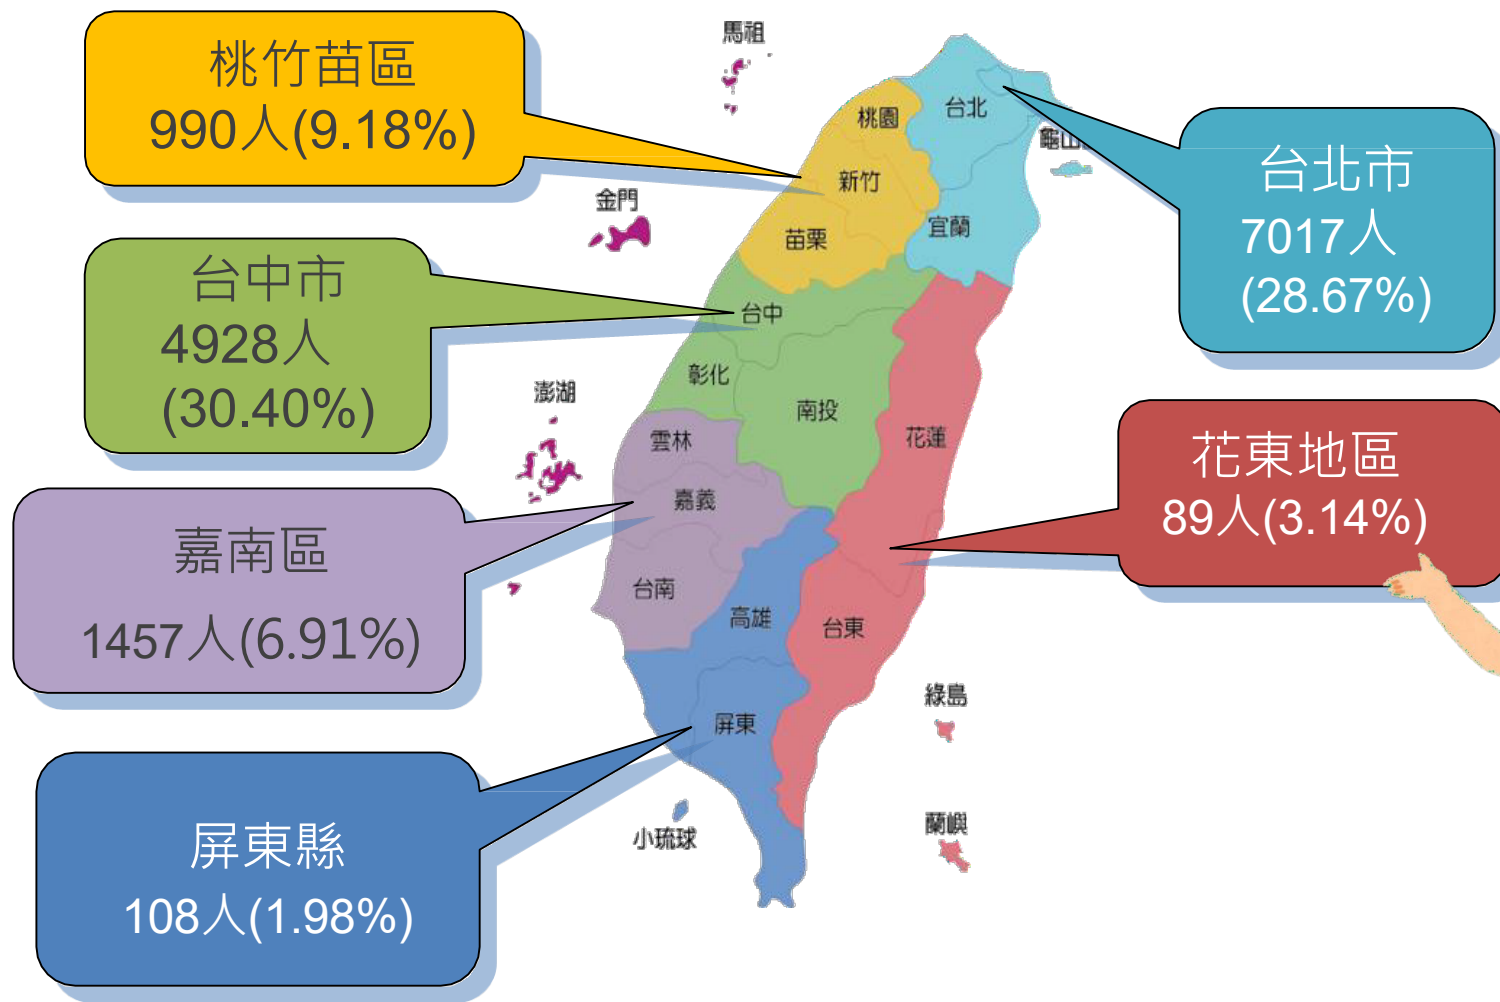 桃竹苗區
990人(9.18%)
台中市
4928人
(30.40%)
嘉南區
1457人(6.91%)
屏東縣
108人(1.98%)
馬祖
金門
澎湖
小琉球
桃園
新竹
苗栗
台北
宜蘭
台中
彰化
南投
雲林
嘉義
台南
高雄
屏東
花蓮
台東
龜山
綠島
蘭嶼
台北市
7017人
(28.67%)
花東地區
89人(3.14%)